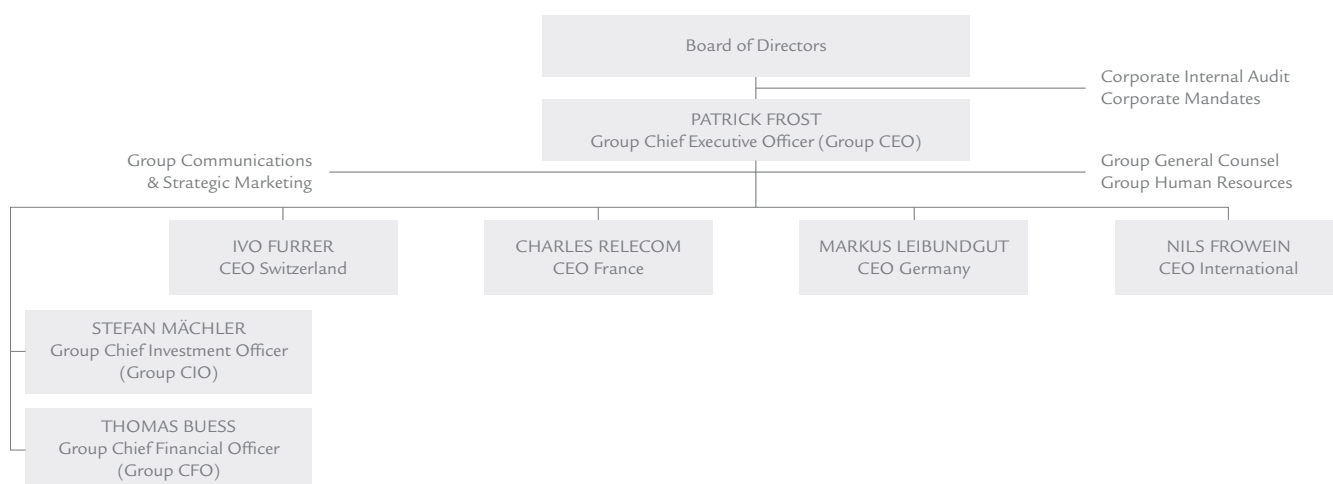 Board of Directors
Corporate Internal Audit
Corporate Mandates
PATRICK FROST
Group Chief Executive Officer (Group CEO)
Group Communications
& Strategic Marketing
Group General Counsel
Group Human Resources
IVO FURRER
CEO Switzerland
CHARLES RELECOM
CEO France
MARKUS LEIBUNDGUT
CEO Germany
NILS FROWEIN
CEO International
STEFAN MÄCHLER
Group Chief Investment Officer
(Group CIO)
THOMAS BUESS
Group Chief Financial Officer
(Group CFO)